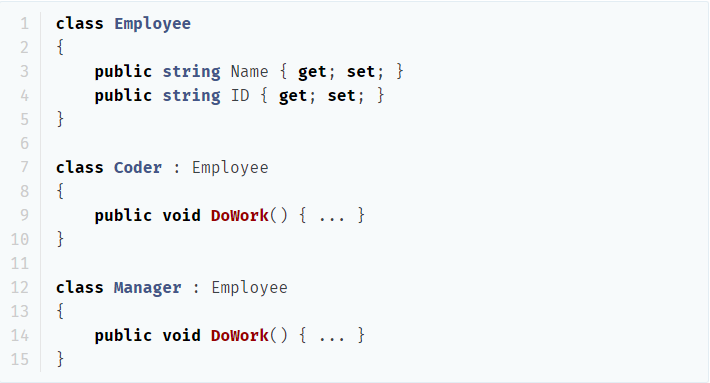 1 class Employee
2 {
3 public string Name { get; set; }
4 public string ID { get; set; }
5 }
6
7 class Coder : Employee
8 {
9 public void DoWork() { ... }
10 }
11
12 class Manager : Employee
13 {
14 public void DoWork() { ... }
15 }